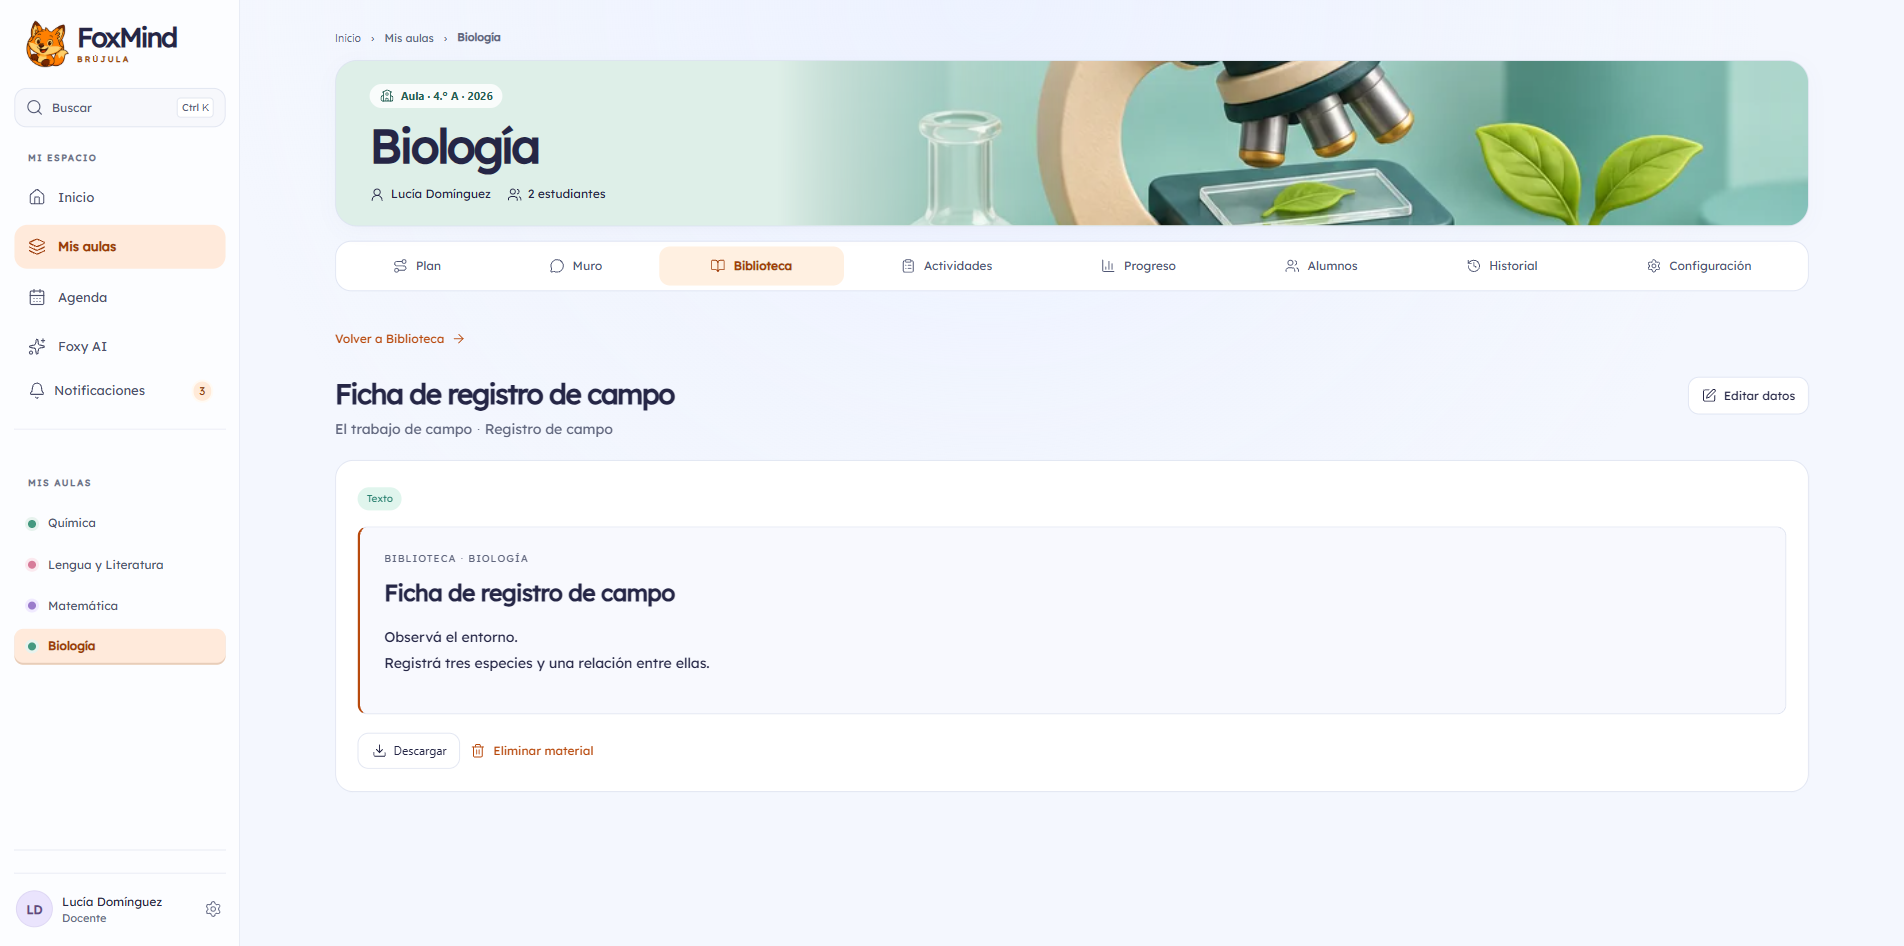 FoxMind
BRÚJULA
Buscar
Ctrl K
MI ESPACIO
Inicio
Mis aulas
Agenda
Foxy AI
Notificaciones
3
MIS AULAS
Química
Lengua y Literatura
Matemática
Biología
LD
Lucía Domínguez
Docente
Inicio › Mis aulas › Biología
Aula · 4.º A · 2026
Biología
Lucía Domínguez
2 estudiantes
Plan
Muro
Biblioteca
Actividades
Progreso
Alumnos
Historial
Configuración
Volver a Biblioteca →
Ficha de registro de campo
Editar datos
El trabajo de campo · Registro de campo
Texto
BIBLIOTECA · BIOLOGÍA
Ficha de registro de campo
Observá el entorno.
Registrá tres especies y una relación entre ellas.
Descargar
Eliminar material